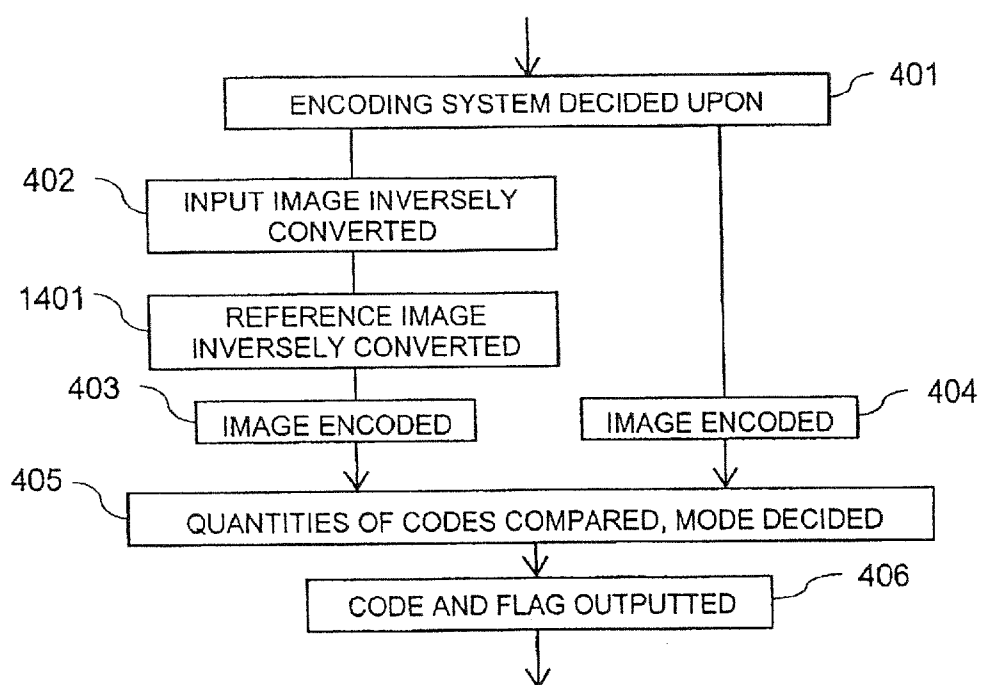 401
ENCODING SYSTEM DECIDED UPON
402
INPUT IMAGE INVERSELY
CONVERTED
1401
REFERENCE IMAGE
INVERSELY CONVERTED
403
IMAGE ENCODED
404
IMAGE ENCODED
405
QUANTITIES OF CODES COMPARED, MODE DECIDED
406
CODE AND FLAG OUTPUTTED